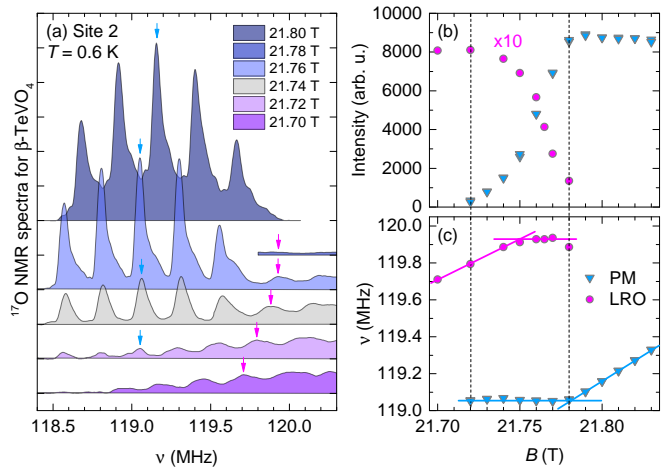 (a) Site 2
T = 0.6 K
21.80 T
21.78 T
21.76 T
21.74 T
21.72 T
21.70 T
¹⁷O NMR spectra for β-TeVO₄
118.5 119.0 119.5 120.0
ν (MHz)
(b)
x10
Intensity (arb. u.)
10000
8000
6000
4000
2000
0
(c)
PM
LRO
ν (MHz)
120.0
119.8
119.6
119.4
119.2
119.0
21.70 21.75 21.80
B (T)